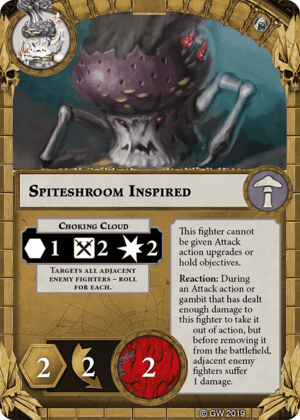 Spiteshroom Inspired
Choking Cloud
1 2 2
Targets all adjacent
enemy fighters – roll
for each.
This fighter cannot
be given Attack
action upgrades or
hold objectives.
Reaction: During
an Attack action or
gambit that has dealt
enough damage to
this fighter to take it
out of action, but
before removing it
from the battlefield,
adjacent enemy
fighters suffer
1 damage.
2 2 2
© GW 2019